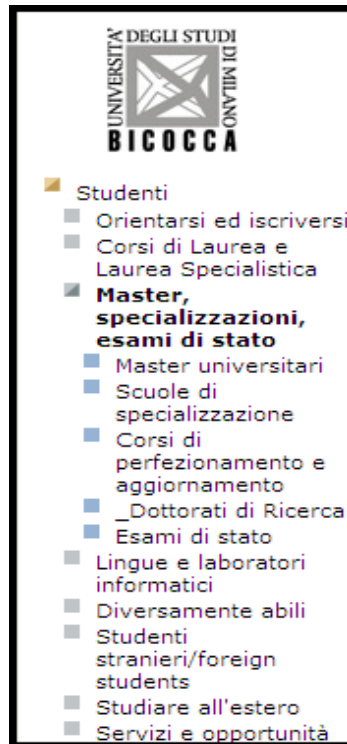 UNIVERSITA' DEGLI STUDI DI MILANO
BICOCCA
Studenti
Orientarsi ed iscriversi
Corsi di Laurea e
Laurea Specialistica
Master,
specializzazioni,
esami di stato
Master universitari
Scuole di
specializzazione
Corsi di
perfezionamento e
aggiornamento
_Dottorati di Ricerca
Esami di stato
Lingue e laboratori
informatici
Diversamente abili
Studenti
stranieri/foreign
students
Studiare all'estero
Servizi e opportunità